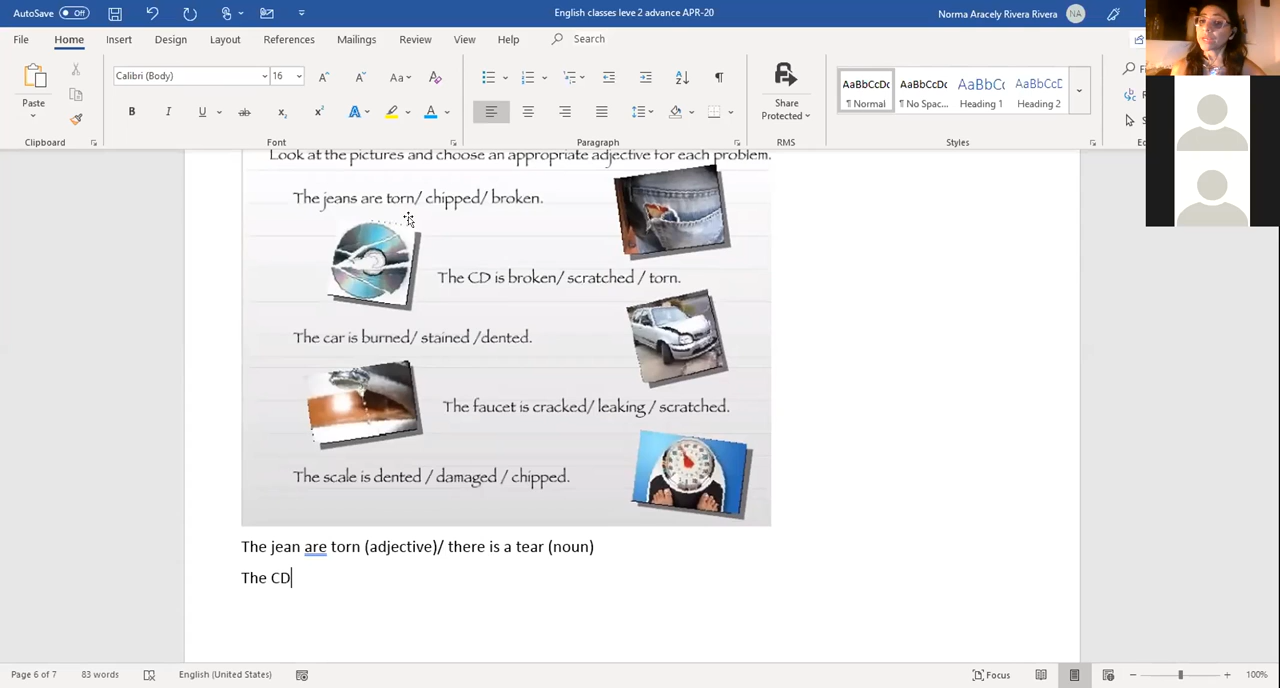 AutoSave Off
English classes leve 2 advance APR-20
Norma Aracely Rivera Rivera NA
File Home Insert Design Layout References Mailings Review View Help Search
Paste
Clipboard
Calibri (Body) 16
Font
Paragraph
Share
Protected
RMS
AaBbCcDc AaBbCcDc AaBbCc AaBbCcD
¶ Normal ¶ No Spac... Heading 1 Heading 2
Styles
Look at the pictures and choose an appropriate adjective for each problem.
The jeans are torn/ chipped/ broken.
The CD is broken/ scratched / torn.
The car is burned/ stained /dented.
The faucet is cracked/ leaking / scratched.
The scale is dented / damaged / chipped.
The jean are torn (adjective)/ there is a tear (noun)
The CD
Page 6 of 7 83 words English (United States) Focus 100%